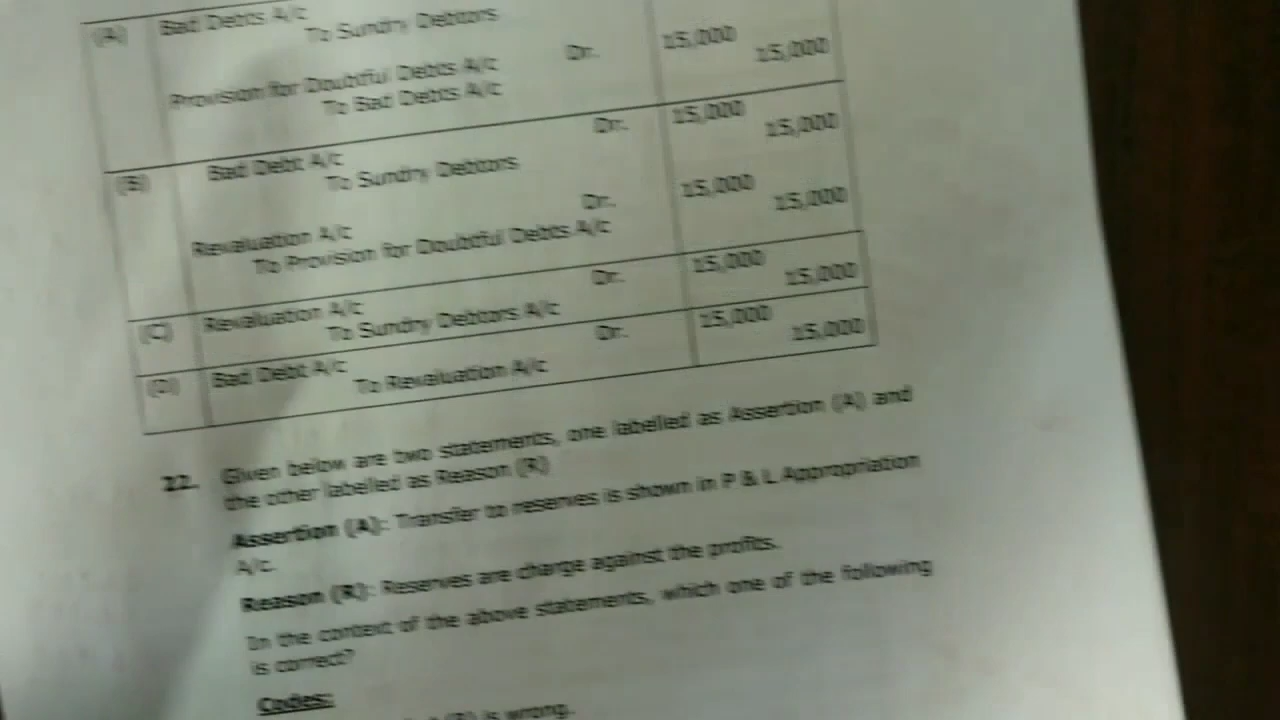 (A) Bad Debts A/c
To Sundry Debtors
Dr. 15,000
15,000
Provision for Doubtful Debts A/c
To Bad Debts A/c
Dr. 15,000
15,000
(B) Bad Debt A/c
To Sundry Debtors
Dr. 15,000
15,000
Revaluation A/c
To Provision for Doubtful Debts A/c
Dr. 15,000
15,000
(C) Revaluation A/c
To Sundry Debtors A/c
Dr. 15,000
15,000
(D) Bad Debt A/c
To Revaluation A/c
22. Given below are two statements, one labelled as Assertion (A) and
the other labelled as Reason (R)
Assertion (A): Transfer to reserves is shown in P & L Appropriation
A/c.
Reason (R): Reserves are charge against the profits.
In the context of the above statements, which one of the following
is correct?
Codes:
(R) is wrong.